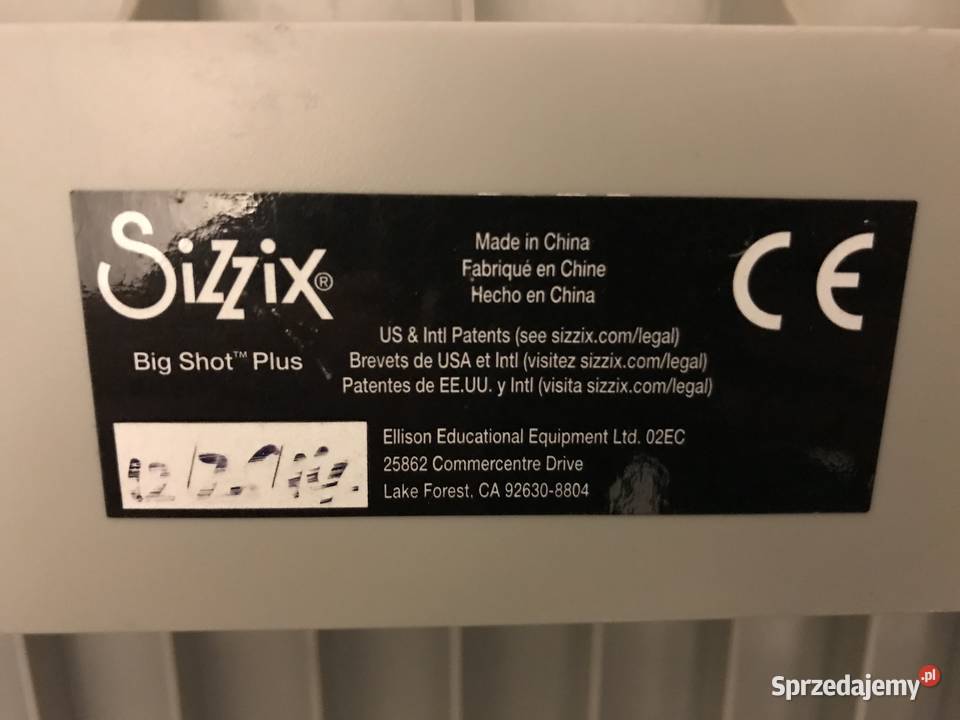 Sizzix®
Big Shot™ Plus
Made in China
Fabriqué en Chine
Hecho en China
CE
US & Intl Patents (see sizzix.com/legal)
Brevets de USA et Intl (visitez sizzix.com/legal)
Patentes de EE.UU. y Intl (visita sizzix.com/legal)
Ellison Educational Equipment Ltd. 02EC
25862 Commercentre Drive
Lake Forest, CA 92630-8804
Sprzedajemy.pl